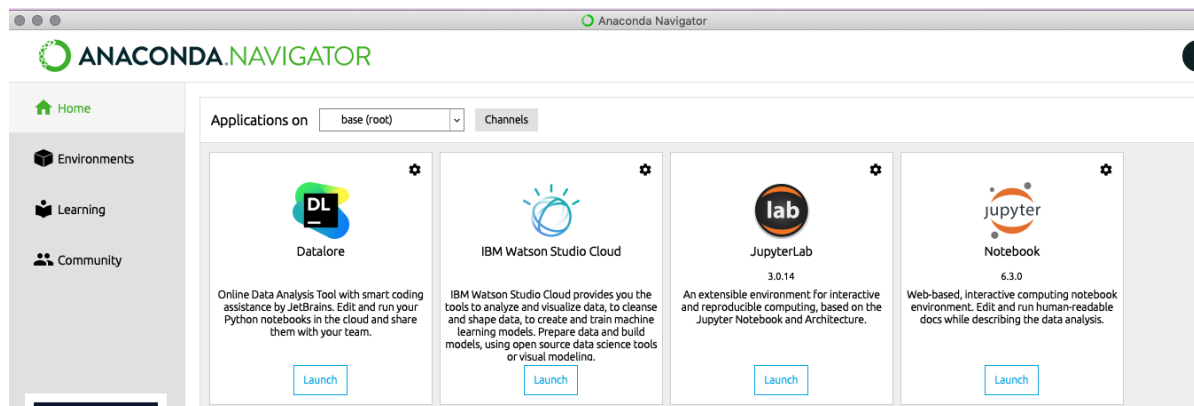 Anaconda Navigator
ANACONDA.NAVIGATOR
Home
Environments
Learning
Community
Applications on
base (root)
Channels
DL
Datalore
Online Data Analysis Tool with smart coding
assistance by JetBrains. Edit and run your
Python notebooks in the cloud and share
them with your team.
Launch
IBM Watson Studio Cloud
IBM Watson Studio Cloud provides you the
tools to analyze and visualize data, to cleanse
and shape data, to create and train machine
learning models. Prepare data and build
models, using open source data science tools
or visual modeling.
Launch
lab
JupyterLab
3.0.14
An extensible environment for interactive
and reproducible computing, based on the
Jupyter Notebook and Architecture.
Launch
jupyter
Notebook
6.3.0
Web-based, interactive computing notebook
environment. Edit and run human-readable
docs while describing the data analysis.
Launch